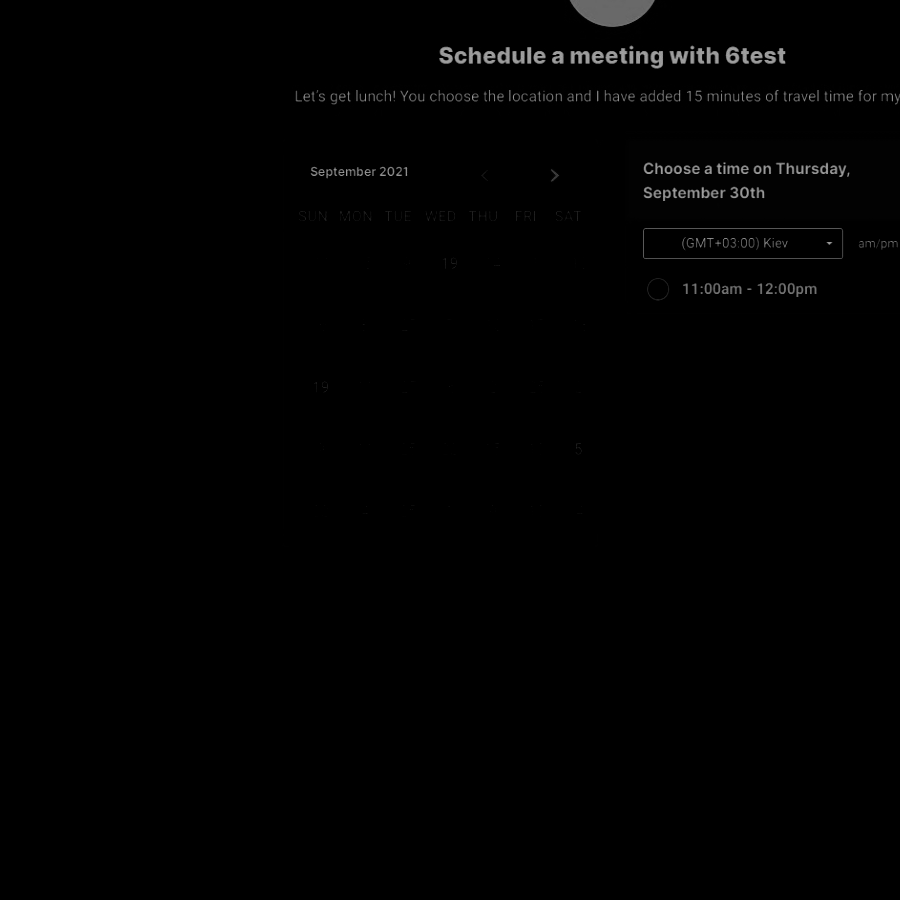 Schedule a meeting with 6test
Let's get lunch! You choose the location and I have added 15 minutes of travel time for my
September 2021
SUN MON TUE WED THU FRI SAT
19
19
5
Choose a time on Thursday,
September 30th
(GMT+03:00) Kiev
am/pm
11:00am - 12:00pm